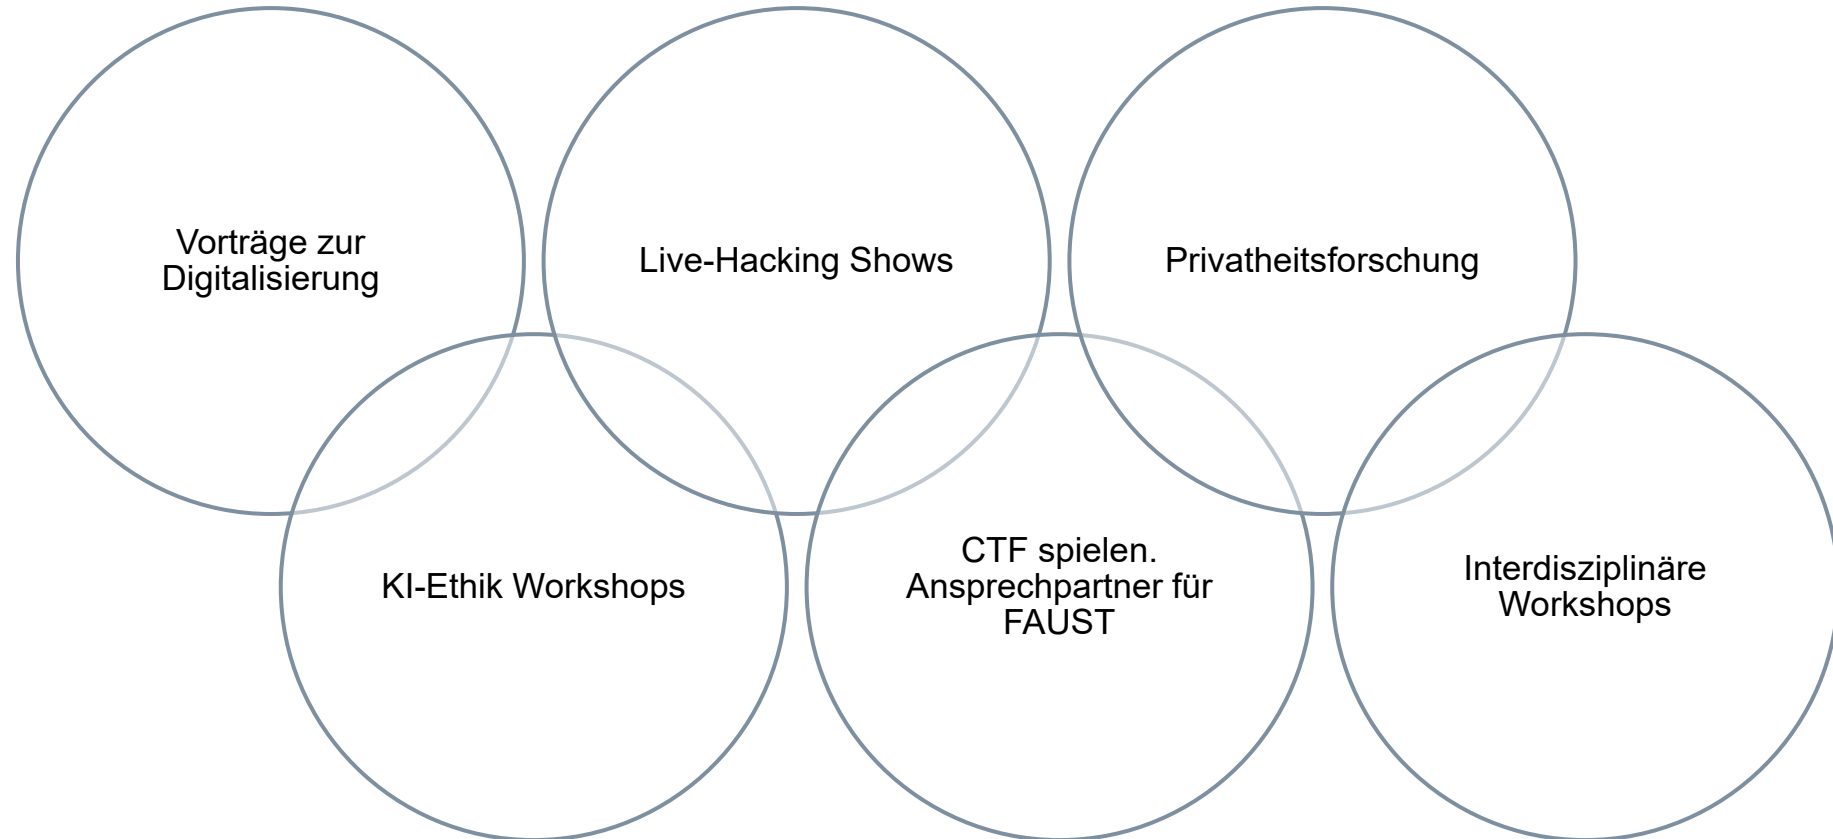 Vorträge zur
Digitalisierung
Live-Hacking Shows
Privatheitsforschung
KI-Ethik Workshops
CTF spielen.
Ansprechpartner für
FAUST
Interdisziplinäre
Workshops